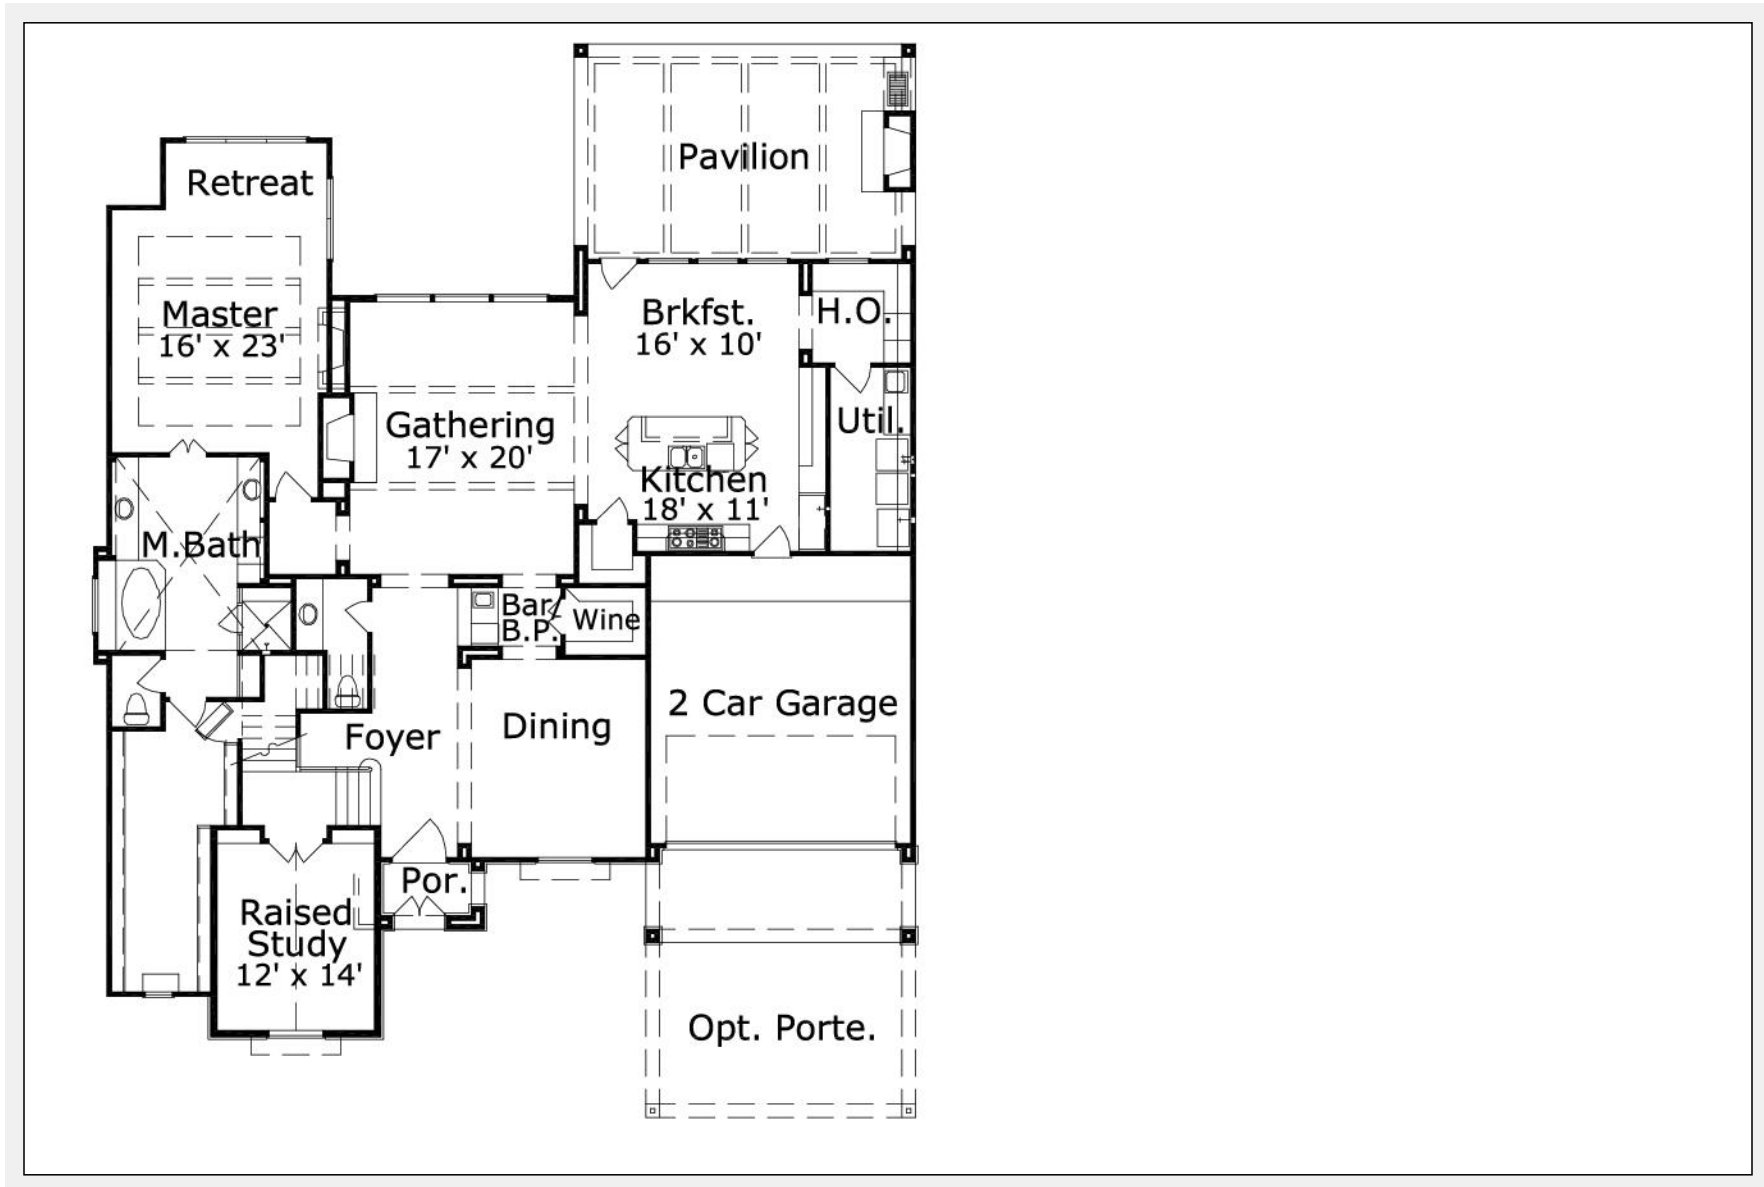 Pavilion
Retreat
Master
16' x 23'
Brkfst.
16' x 10'
H.O.
Gathering
17' x 20'
Util.
Kitchen
18' x 11'
M.Bath
Bar/
B.P.
Wine
2 Car Garage
Foyer
Dining
Por.
Raised
Study
12' x 14'
Opt. Porte.